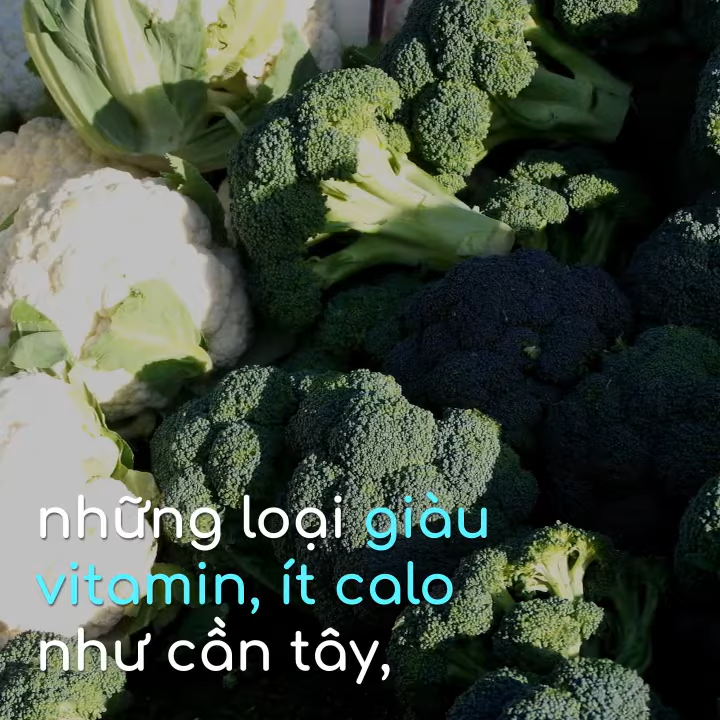 những loại giàu
vitamin, ít calo
như cần tây,